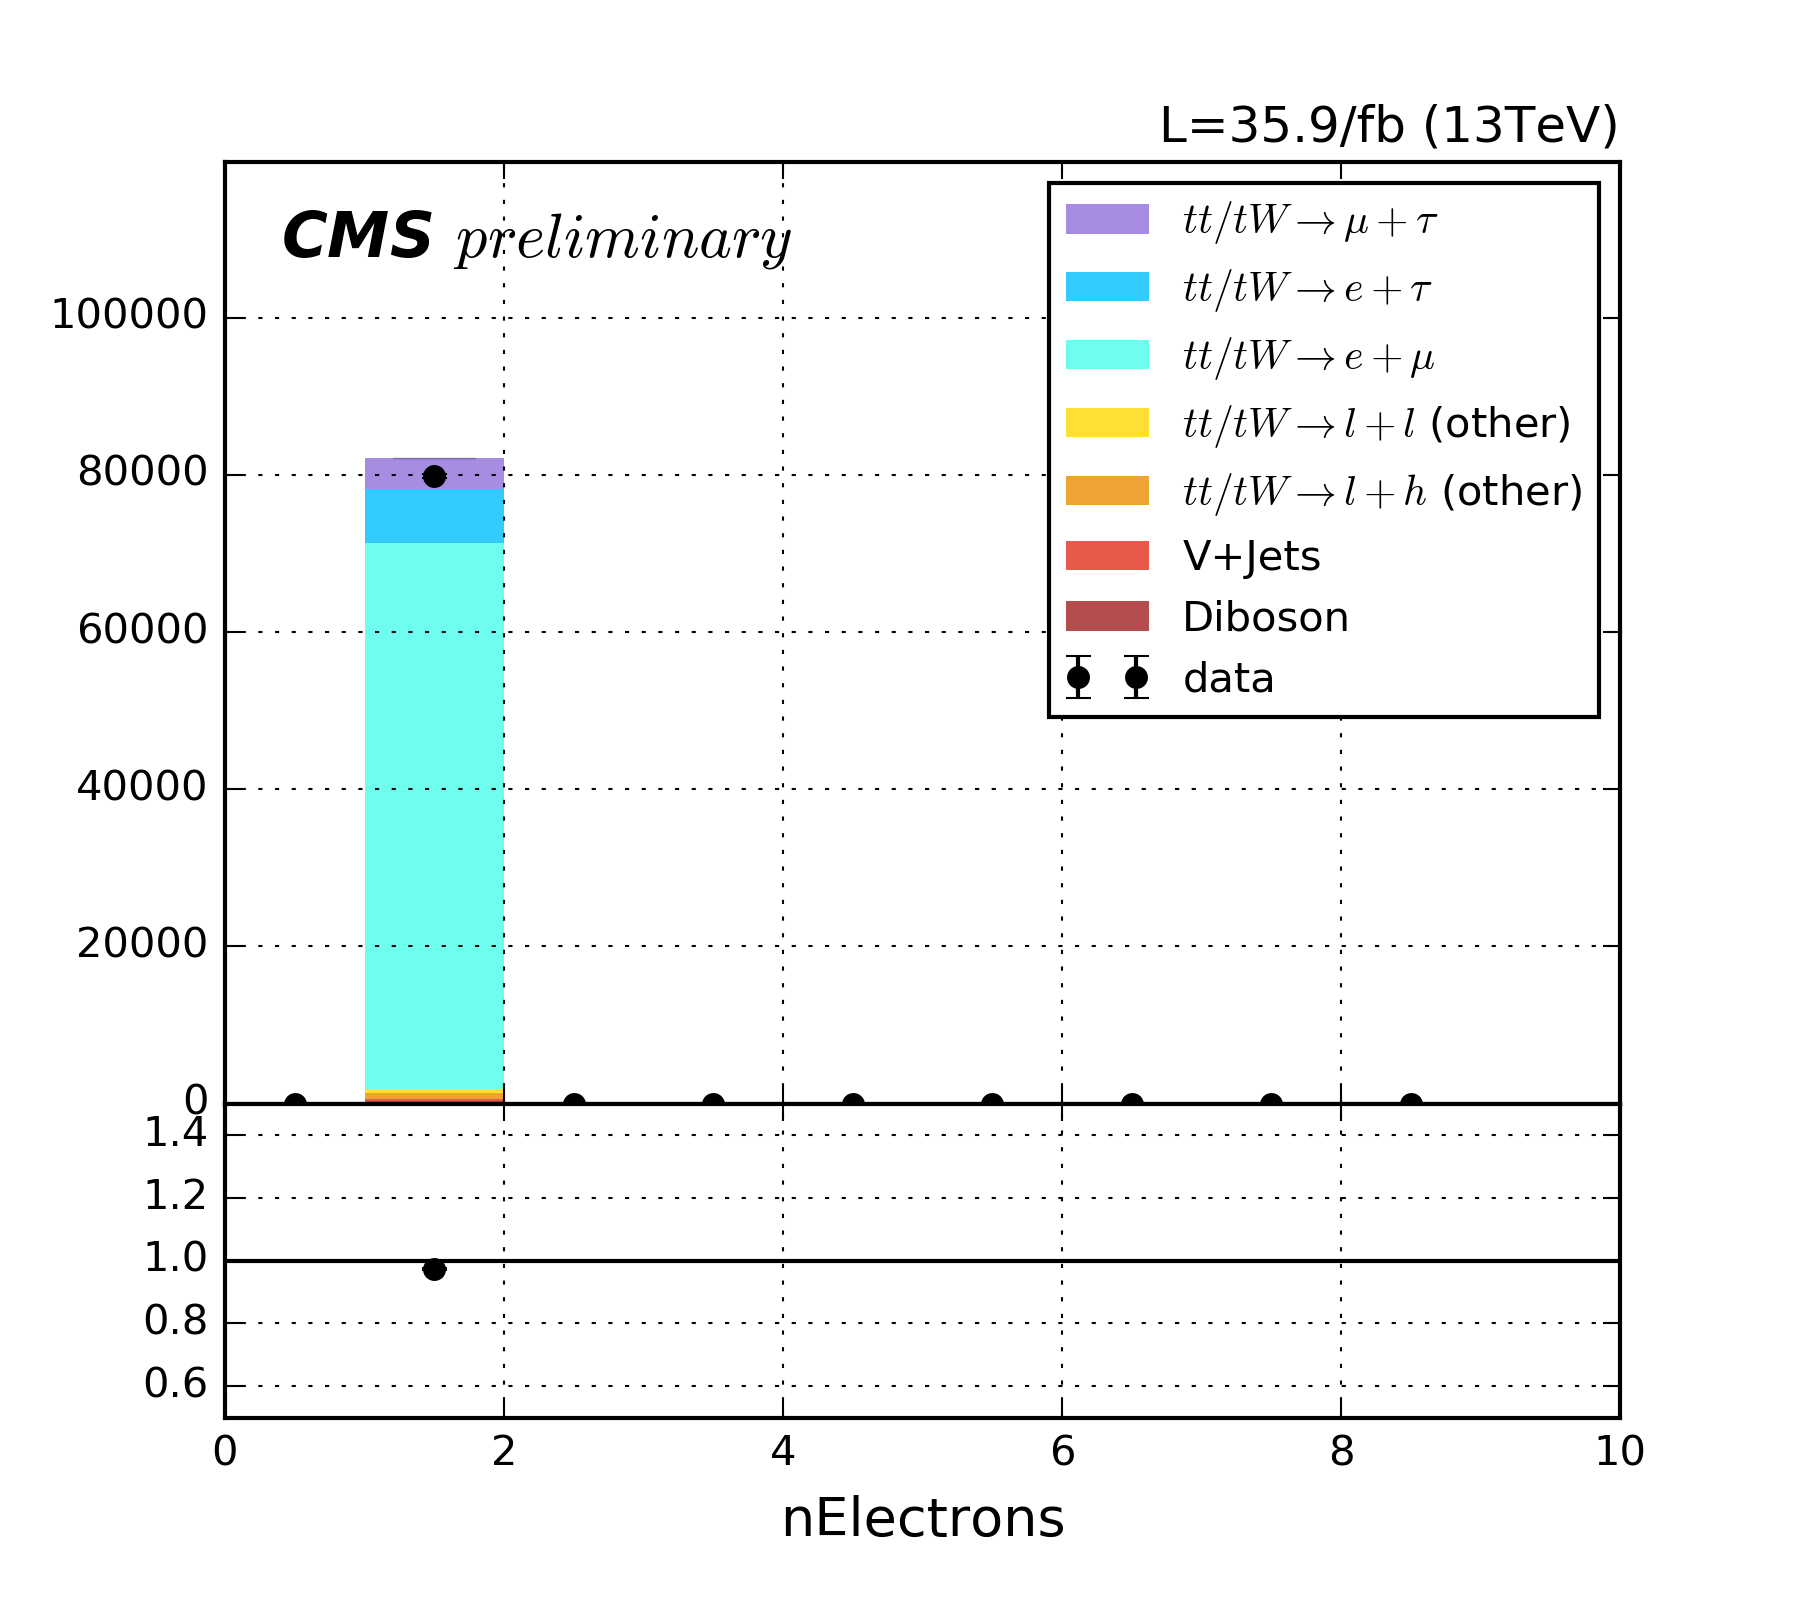 L=35.9/fb (13TeV)
CMS preliminary
tt/tW→μ+τ
tt/tW→e+τ
tt/tW→e+μ
tt/tW→l+l (other)
tt/tW→l+h (other)
V+Jets
Diboson
data
100000
80000
60000
40000
20000
0
1.4
1.2
1.0
0.8
0.6
0 2 4 6 8 10
nElectrons